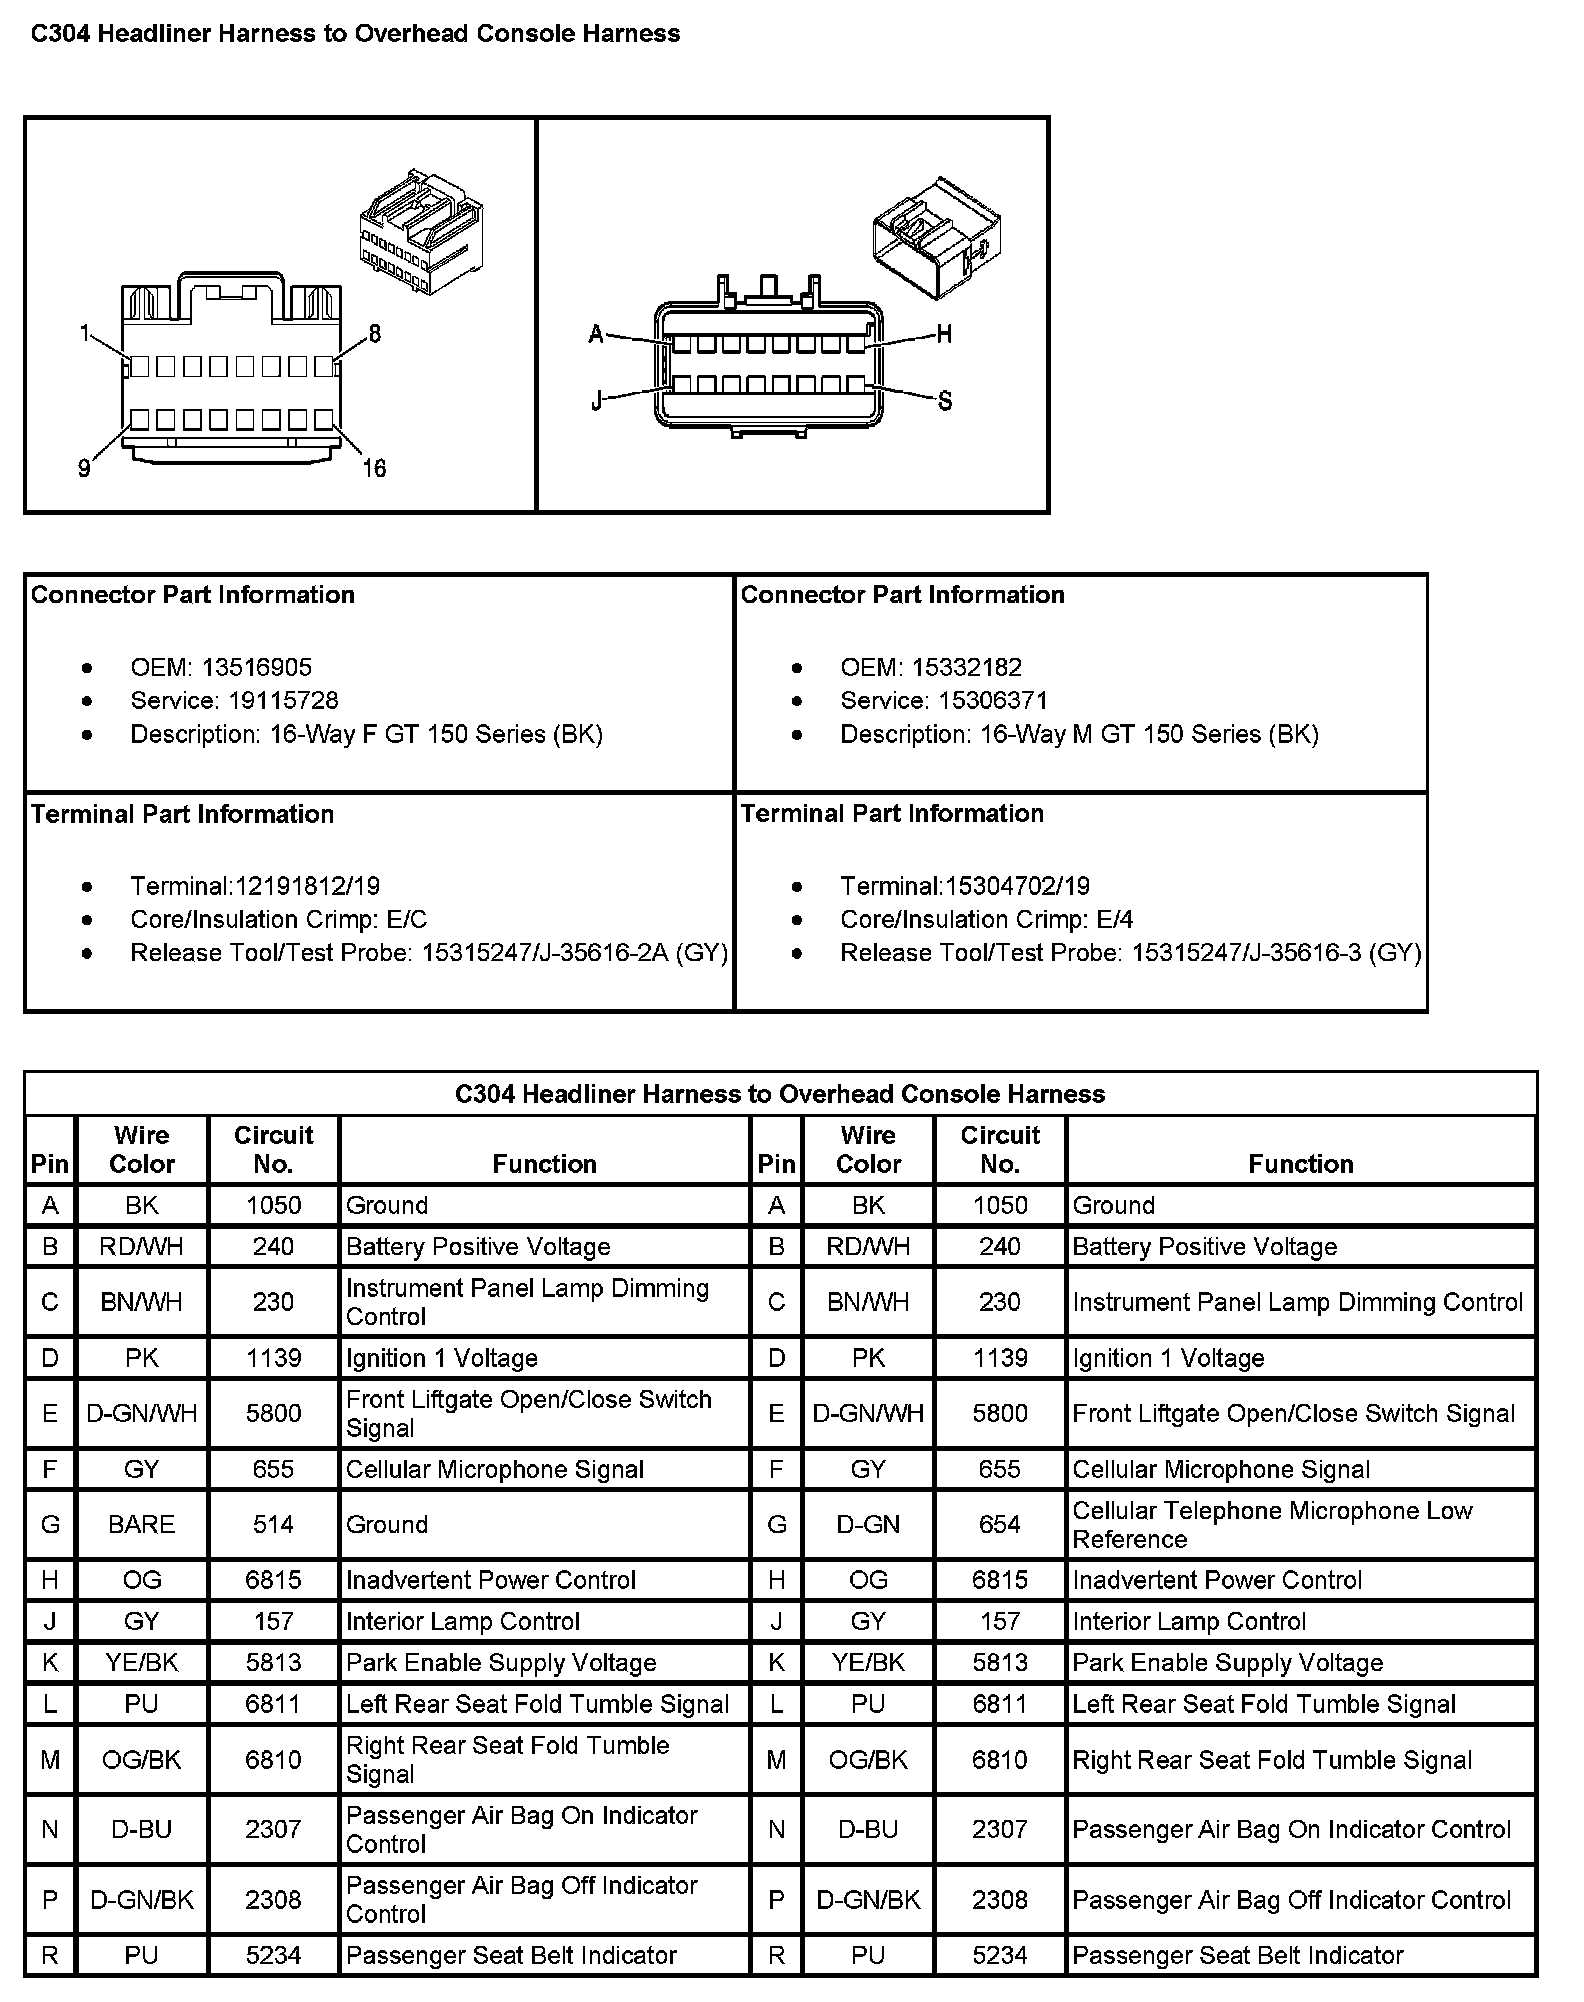 C304 Headliner Harness to Overhead Console Harness
1
8
9
16
A
H
J
S
Connector Part Information
• OEM: 13516905
• Service: 19115728
• Description: 16-Way F GT 150 Series (BK)
Connector Part Information
• OEM: 15332182
• Service: 15306371
• Description: 16-Way M GT 150 Series (BK)
Terminal Part Information
• Terminal:12191812/19
• Core/Insulation Crimp: E/C
• Release Tool/Test Probe: 15315247/J-35616-2A (GY)
Terminal Part Information
• Terminal:15304702/19
• Core/Insulation Crimp: E/4
• Release Tool/Test Probe: 15315247/J-35616-3 (GY)
C304 Headliner Harness to Overhead Console Harness
Pin Wire Color Circuit No. Function Pin Wire Color Circuit No. Function
A BK 1050 Ground A BK 1050 Ground
B RD/WH 240 Battery Positive Voltage B RD/WH 240 Battery Positive Voltage
C BN/WH 230 Instrument Panel Lamp Dimming Control C BN/WH 230 Instrument Panel Lamp Dimming Control
D PK 1139 Ignition 1 Voltage D PK 1139 Ignition 1 Voltage
E D-GN/WH 5800 Front Liftgate Open/Close Switch Signal E D-GN/WH 5800 Front Liftgate Open/Close Switch Signal
F GY 655 Cellular Microphone Signal F GY 655 Cellular Microphone Signal
G BARE 514 Ground G D-GN 654 Cellular Telephone Microphone Low Reference
H OG 6815 Inadvertent Power Control H OG 6815 Inadvertent Power Control
J GY 157 Interior Lamp Control J GY 157 Interior Lamp Control
K YE/BK 5813 Park Enable Supply Voltage K YE/BK 5813 Park Enable Supply Voltage
L PU 6811 Left Rear Seat Fold Tumble Signal L PU 6811 Left Rear Seat Fold Tumble Signal
M OG/BK 6810 Right Rear Seat Fold Tumble Signal M OG/BK 6810 Right Rear Seat Fold Tumble Signal
N D-BU 2307 Passenger Air Bag On Indicator Control N D-BU 2307 Passenger Air Bag On Indicator Control
P D-GN/BK 2308 Passenger Air Bag Off Indicator Control P D-GN/BK 2308 Passenger Air Bag Off Indicator Control
R PU 5234 Passenger Seat Belt Indicator R PU 5234 Passenger Seat Belt Indicator